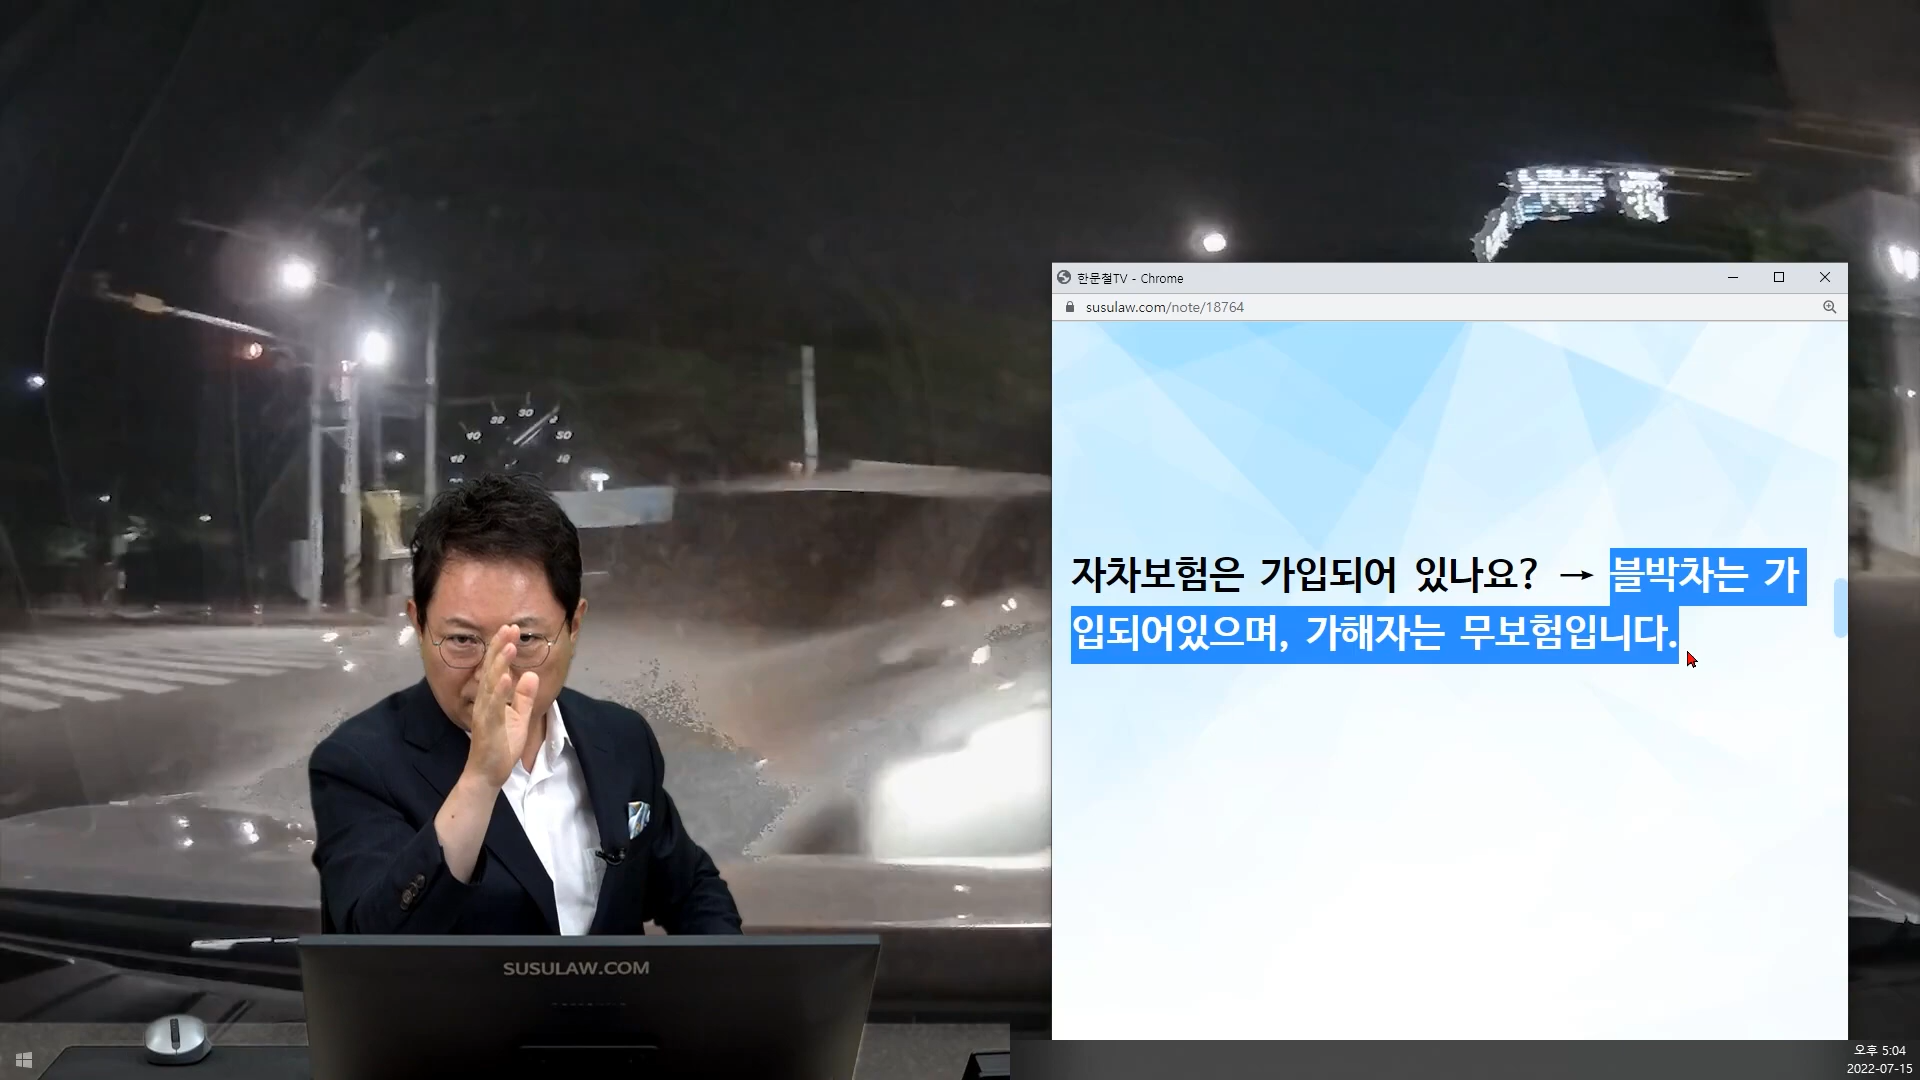 한문철TV - Chrome
susulaw.com/note/18764
자차보험은 가입되어 있나요? → 블박차는 가
입되어있으며, 가해자는 무보험입니다.
SUSULAW.COM
오후 5:04
2022-07-15